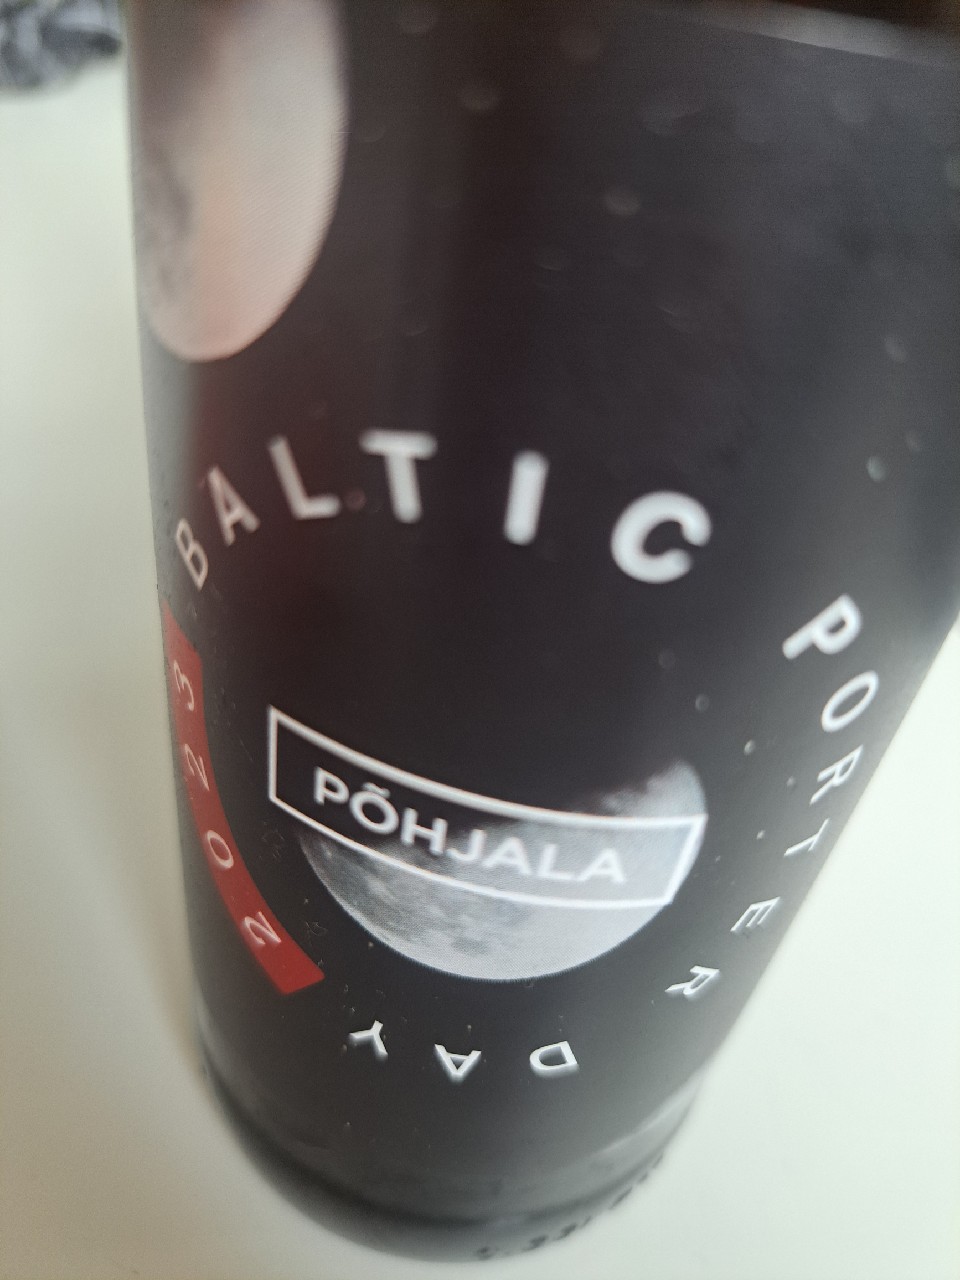 BALTIC PORTER DAY
2023
PÕHJALA